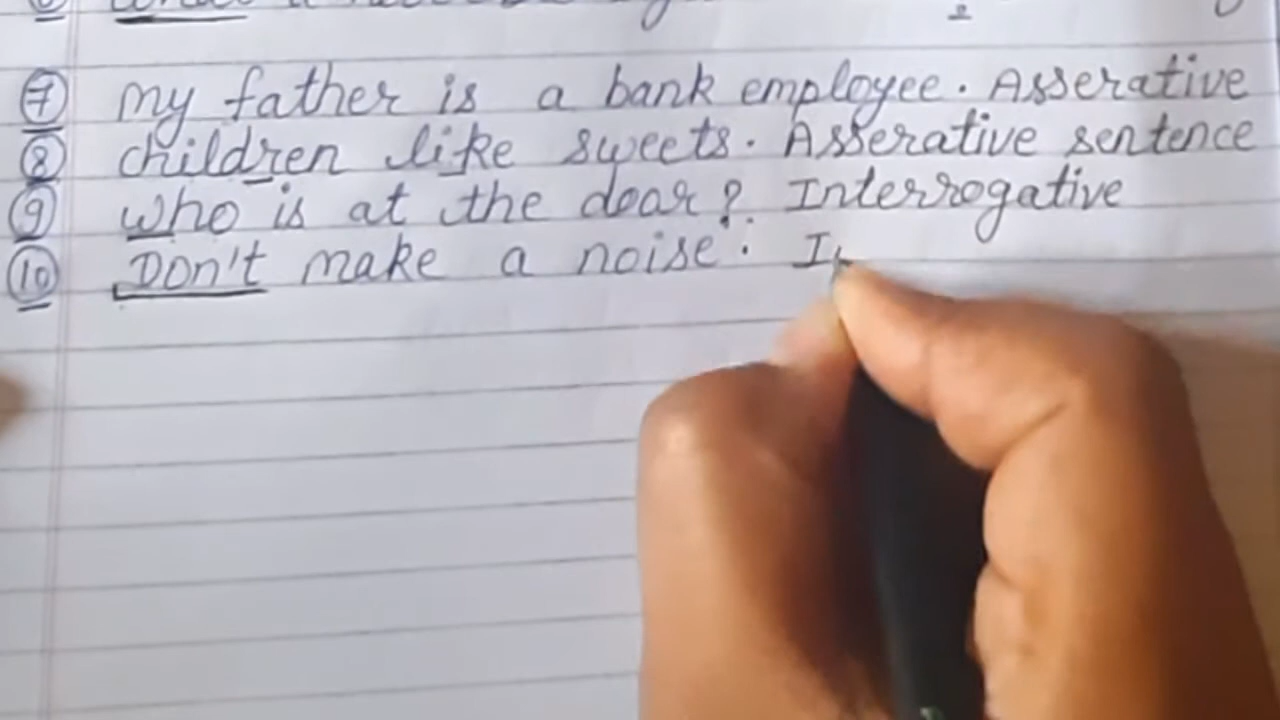 7 My father is a bank employee. Asserative
8 children like sweets. Asserative sentence
9 who is at the doar? Interrogative
10 Don't make a noise. I